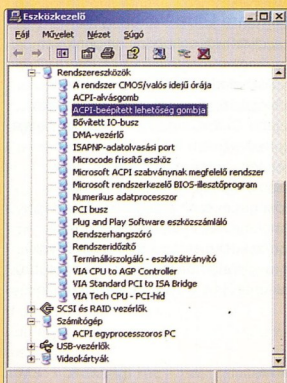 Eszközkezelő
Fájl Művelet Nézet Súgó
Rendszereszközök
A rendszer CMOS/valós idejű órája
ACPI-alvásgomb
ACPI-beépített lehetőség gombja
Bővített IO-busz
DMA-vezérlő
ISAPNP-adatolvasási port
Microcode frissítő eszköz
Microsoft ACPI szabványnak megfelelő rendszer
Microsoft rendszerkezelő BIOS-illesztőprogram
Numerikus adatprocesszor
PCI busz
Plug and Play Software eszközszámláló
Rendszerhangszóró
Rendszeridőzítő
Terminálkiszolgáló - eszközátirányító
VIA CPU to AGP Controller
VIA Standard PCI to ISA Bridge
VIA Tech CPU - PCI-híd
SCSI és RAID vezérlők
Számítógép
ACPI egyprocesszoros PC
USB-vezérlők
Videokártyák